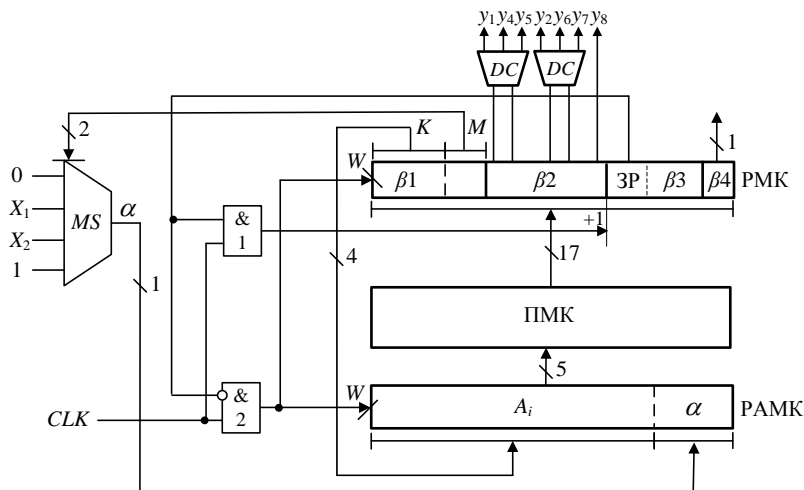 y1 y4 y5 y2 y6 y7 y8
DC DC
2 K M 1
W
0 β1 β2 ЗР β3 β4 РМК
X1 α & 1 +1
MS
X2 4 17
1 1
ПМК
5
W
CLK & 2 Ai α РАМК